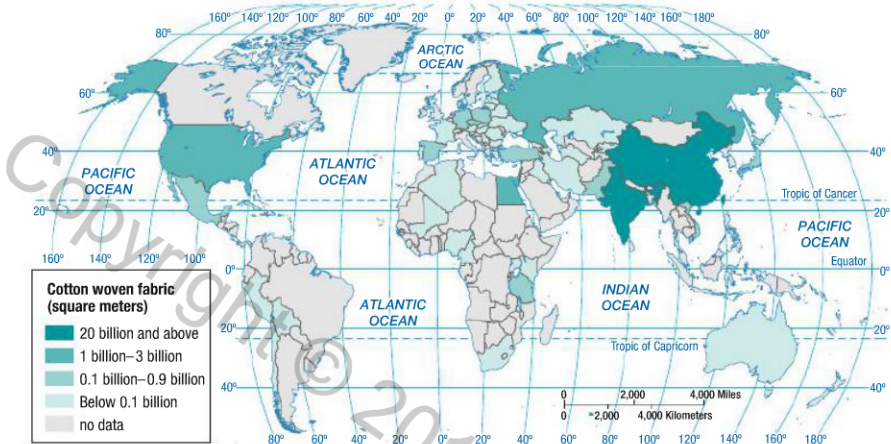 160° 140° 120° 100° 80° 60° 40° 20° 0° 20° 40° 60° 80° 100° 120° 140° 160° 180°
80°
80°
ARCTIC
OCEAN
60°
60°
40°
40°
PACIFIC
OCEAN
ATLANTIC
OCEAN
Tropic of Cancer
20°
20°
PACIFIC
OCEAN
160° 140° 120° 100°
0°
0°
Equator
ATLANTIC
OCEAN
INDIAN
OCEAN
20°
20°
Tropic of Capricorn
40°
40°
Cotton woven fabric
(square meters)
20 billion and above
1 billion–3 billion
0.1 billion–0.9 billion
Below 0.1 billion
no data
0 2,000 4,000 Miles
0 2,000 4,000 Kilometers
80° 60° 40° 20° 0° 20° 40° 60° 80° 100° 120° 140° 160° 180°
Copyright © 201